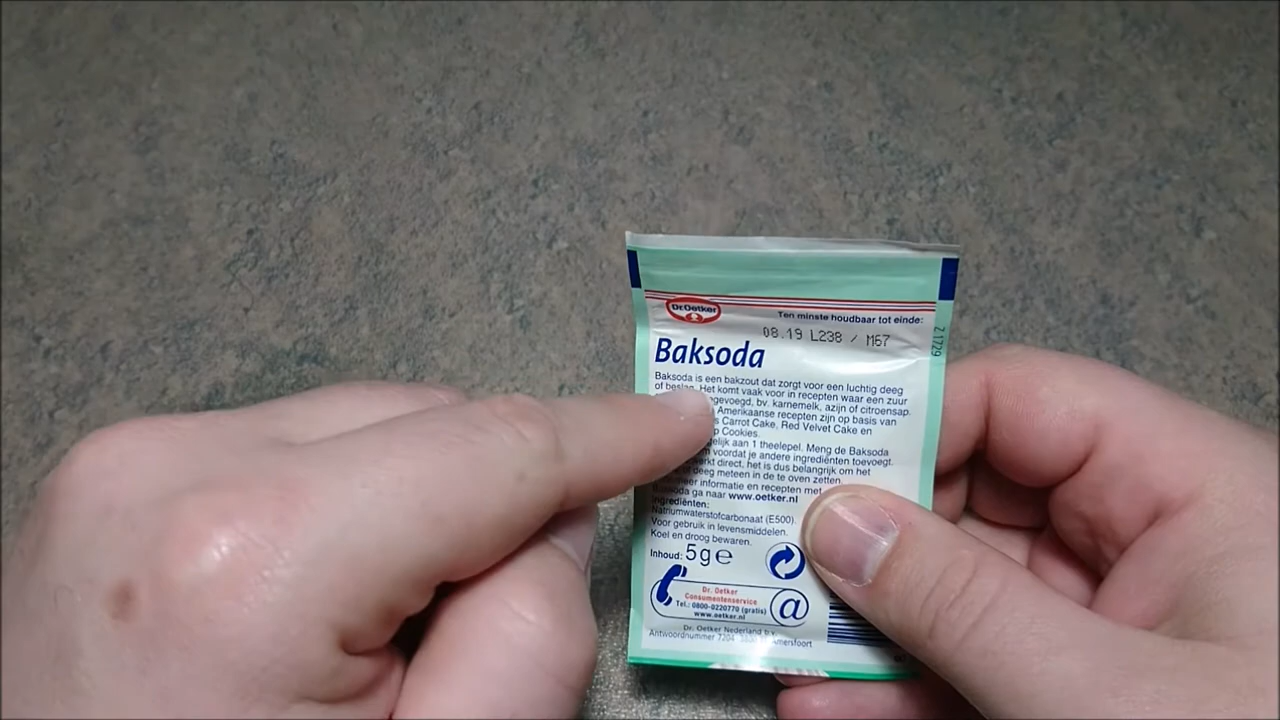 Dr.Oetker
Ten minste houdbaar tot einde:
08.19 L238 / M67
Z 1729
Baksoda
Baksoda is een bakzout dat zorgt voor een luchtig deeg
of beslag. Het komt vaak voor in recepten waar een zuur
gevoegd, bv. karnemelk, azijn of citroensap.
Amerikaanse recepten zijn op basis van
Carrot Cake, Red Velvet Cake en
Cookies.
elijk aan 1 theelepel. Meng de Baksoda
voordat je andere ingrediënten toevoegt.
direct, het is dus belangrijk om het
of deeg meteen in de te oven zetten.
meer informatie en recepten met
Baksoda ga naar www.oetker.nl
Ingrediënten:
Natriumwaterstofcarbonaat (E500).
Voor gebruik in levensmiddelen.
Koel en droog bewaren.
Inhoud: 5g e
Dr. Oetker
Consumentenservice
Tel.: 0800-0220770 (gratis)
www.oetker.nl
@
Dr. Oetker Nederland b.v.
Antwoordnummer 7204 Amersfoort